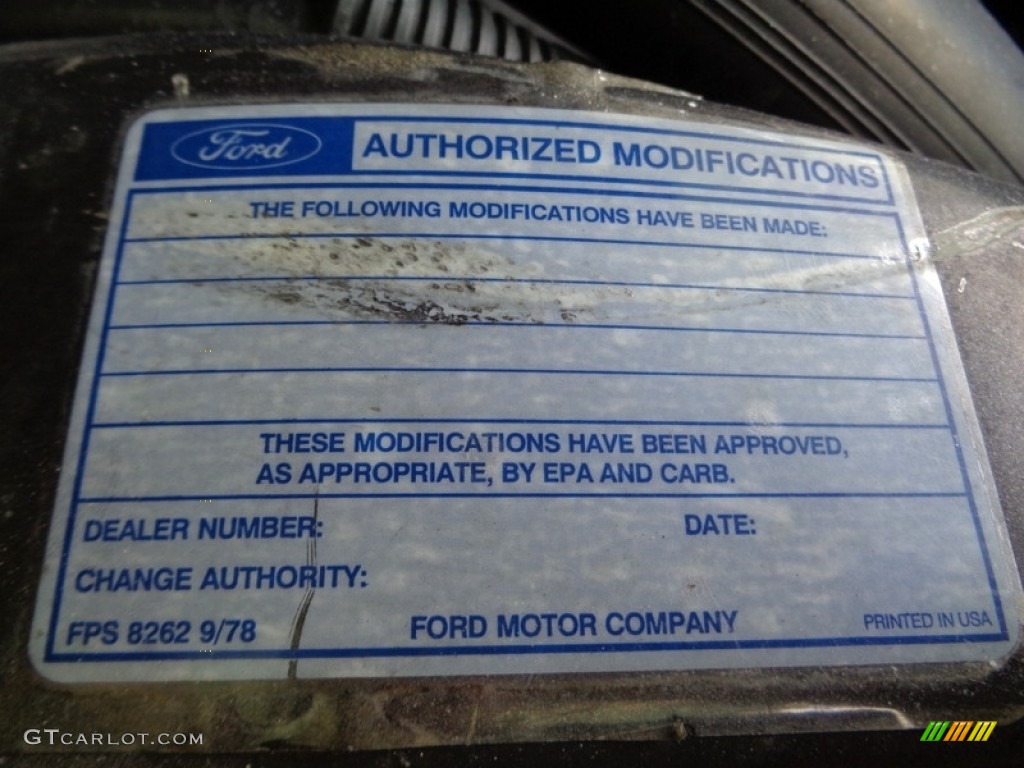 Ford AUTHORIZED MODIFICATIONS
THE FOLLOWING MODIFICATIONS HAVE BEEN MADE:
THESE MODIFICATIONS HAVE BEEN APPROVED,
AS APPROPRIATE, BY EPA AND CARB.
DEALER NUMBER: DATE:
CHANGE AUTHORITY:
FPS 8262 9/78 FORD MOTOR COMPANY PRINTED IN USA
GTCARLOT.COM